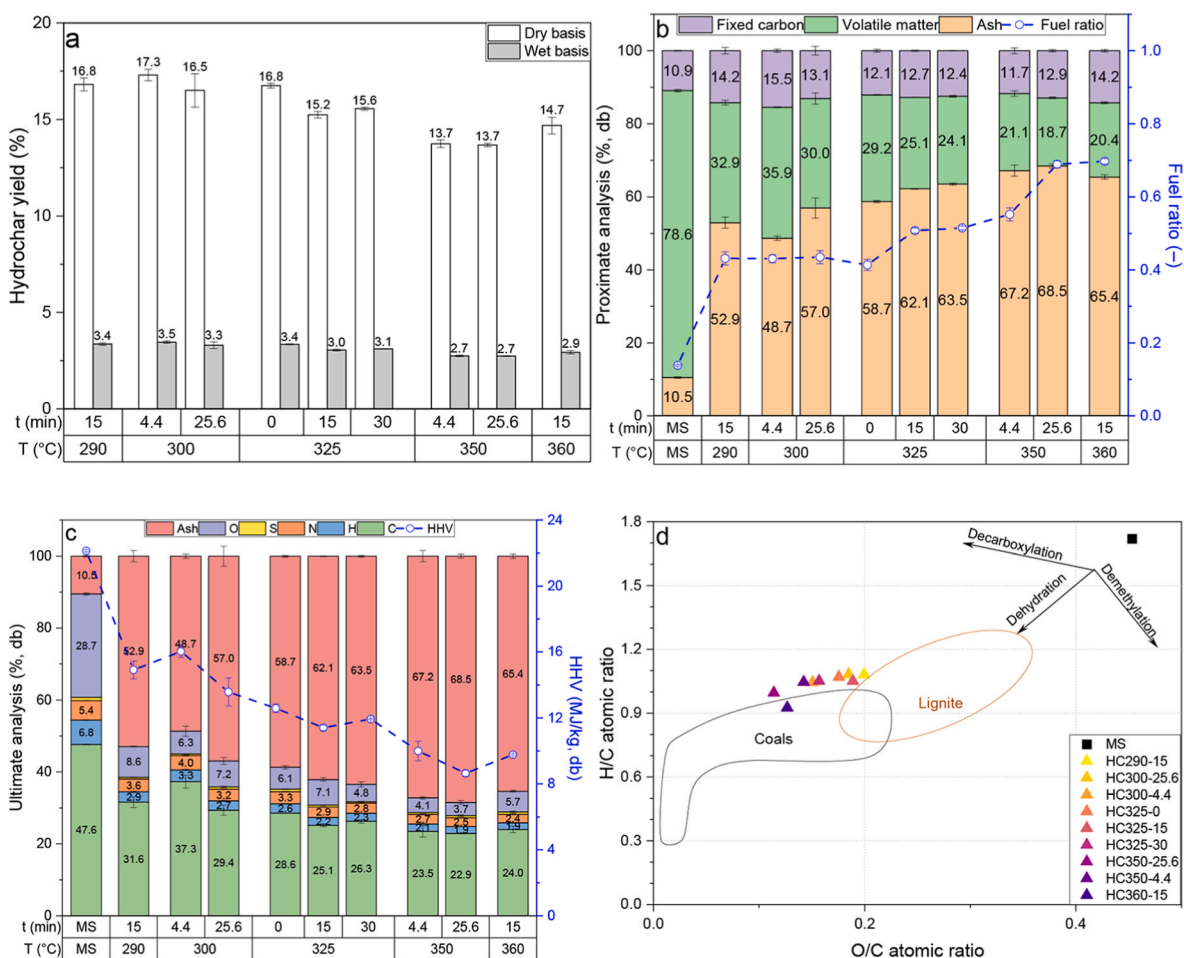 a
Dry basis
Wet basis
Hydrochar yield (%)
20
15
10
5
0
16.8 17.3 16.5 16.8 15.2 15.6 13.7 13.7 14.7
3.4 3.5 3.3 3.4 3.0 3.1 2.7 2.7 2.9
t (min) 15 4.4 25.6 0 15 30 4.4 25.6 15
T (°C) 290 300 325 350 360
b
Fixed carbon Volatile matter Ash Fuel ratio
Proximate analysis (%, db)
100
80
60
40
20
0
10.9 14.2 15.5 13.1 12.1 12.7 12.4 11.7 12.9 14.2
78.6 32.9 35.9 30.0 29.2 25.1 24.1 21.1 18.7 20.4
10.5 52.9 48.7 57.0 58.7 62.1 63.5 67.2 68.5 65.4
Fuel ratio (–)
1.0
0.8
0.6
0.4
0.2
0.0
t (min) MS 15 4.4 25.6 0 15 30 4.4 25.6 15
T (°C) MS 290 300 325 350 360
c
Ash O S N H C HHV
Ultimate analysis (%, db)
100
80
60
40
20
0
10.5 52.9 48.7 57.0 58.7 62.1 63.5 67.2 68.5 65.4
28.7 8.6 6.3 7.2 6.1 7.1 4.8 4.1 3.7 5.7
5.4 3.6 4.0 3.2 3.3 2.9 2.8 2.7 2.5 2.4
6.8 2.9 3.3 2.7 2.6 2.2 2.3 2.1 1.9 1.9
47.6 31.6 37.3 29.4 28.6 25.1 26.3 23.5 22.9 24.0
HHV (MJ/kg, db)
24
20
16
12
8
4
0
t (min) MS 15 4.4 25.6 0 15 30 4.4 25.6 15
T (°C) MS 290 300 325 350 360
d
H/C atomic ratio
1.8
1.5
1.2
0.9
0.6
0.3
0.0
Decarboxylation
Dehydration
Demethylation
Lignite
Coals
MS
HC290-15
HC300-25.6
HC300-4.4
HC325-0
HC325-15
HC325-30
HC350-25.6
HC350-4.4
HC360-15
0.0 0.2 0.4
O/C atomic ratio